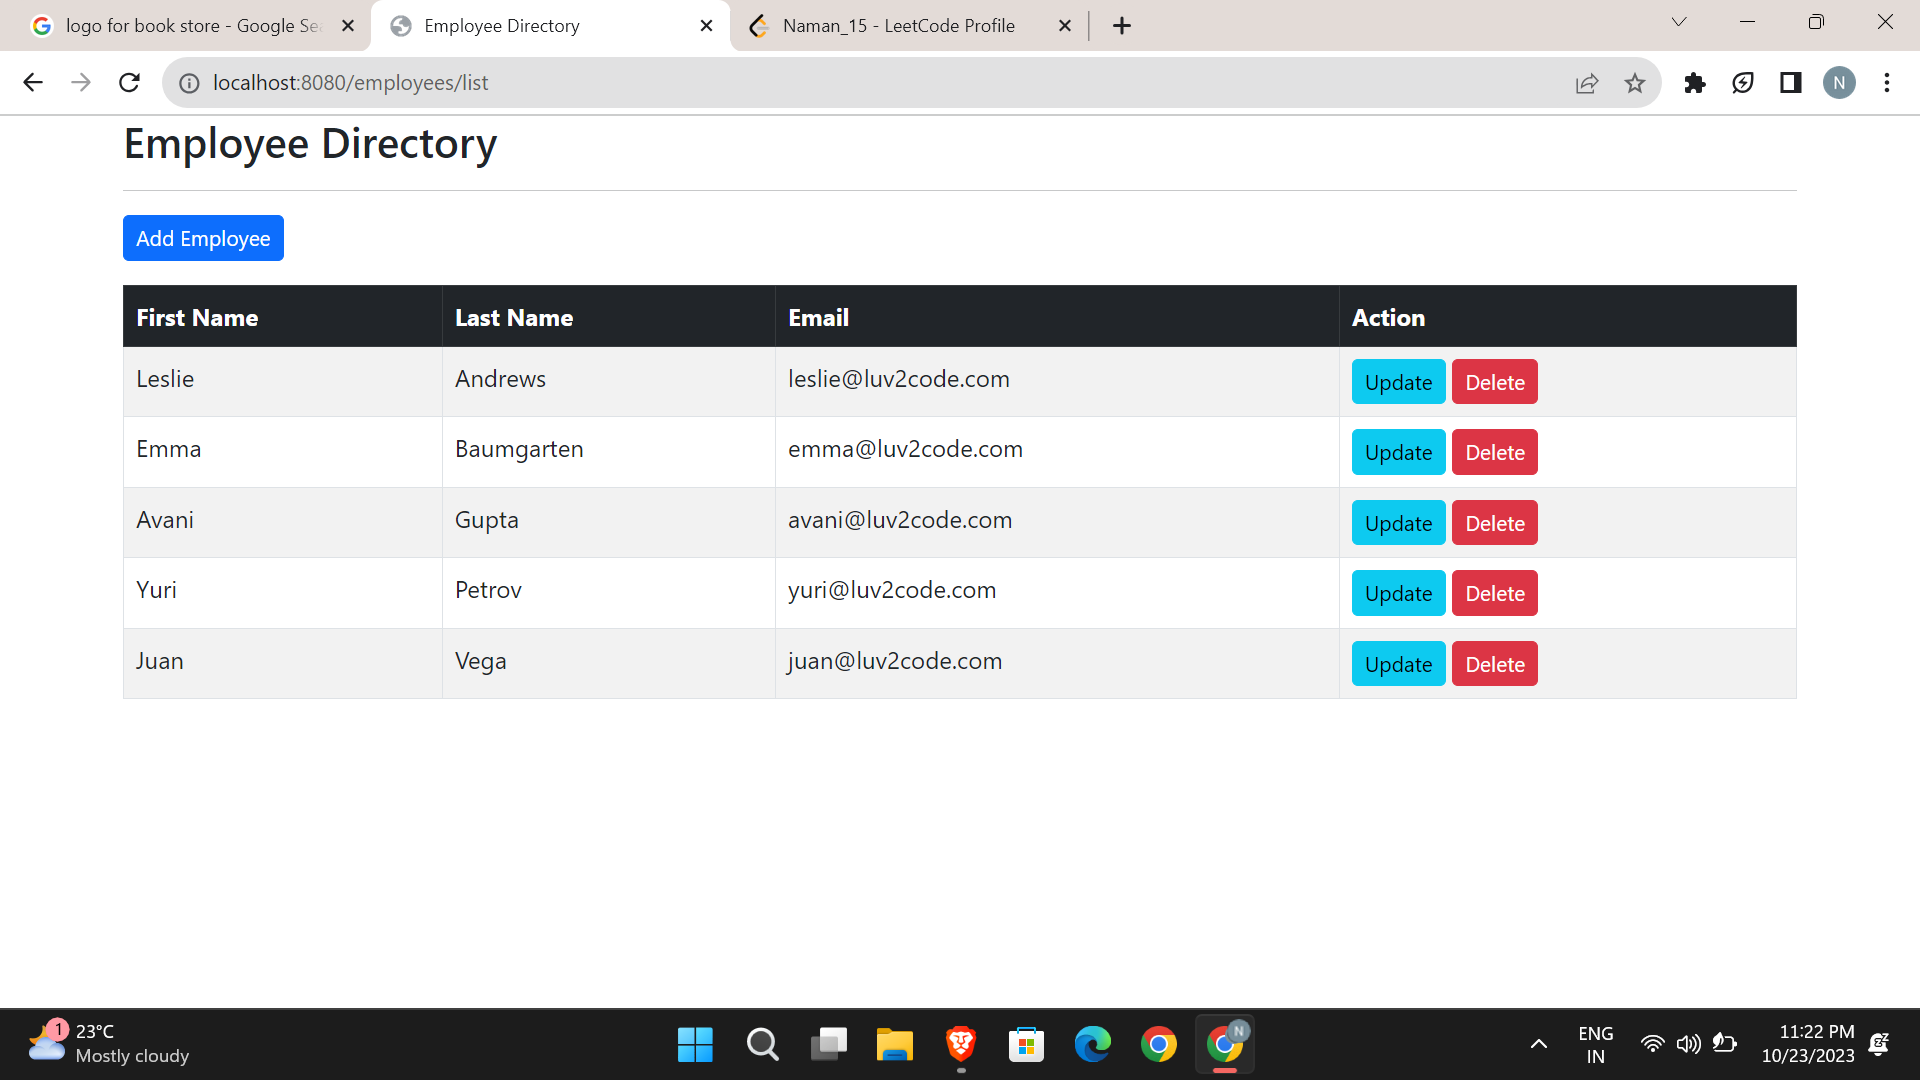 logo for book store - Google Se
Employee Directory
Naman_15 - LeetCode Profile
localhost:8080/employees/list
N
Employee Directory
Add Employee
First Name Last Name Email Action
Leslie Andrews leslie@luv2code.com Update Delete
Emma Baumgarten emma@luv2code.com Update Delete
Avani Gupta avani@luv2code.com Update Delete
Yuri Petrov yuri@luv2code.com Update Delete
Juan Vega juan@luv2code.com Update Delete
1
23°C
Mostly cloudy
N
ENG
IN
11:22 PM
10/23/2023